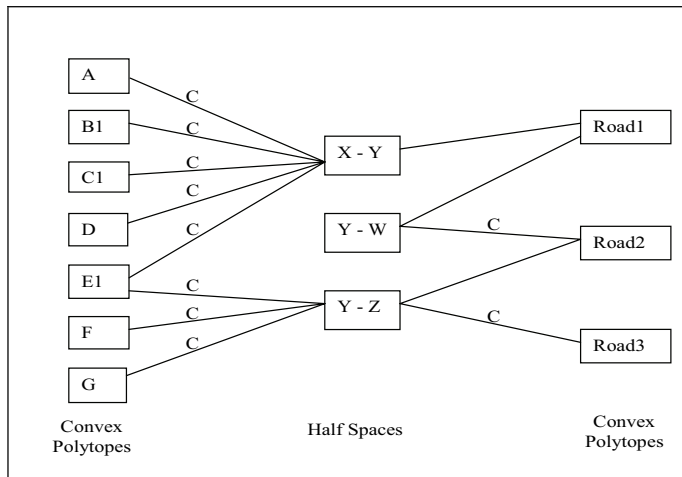 A
B1
C1
D
E1
F
G
C
C
C
C
C
C
C
C
X - Y
Y - W
Y - Z
C
C
Road1
Road2
Road3
Convex
Polytopes
Half Spaces
Convex
Polytopes